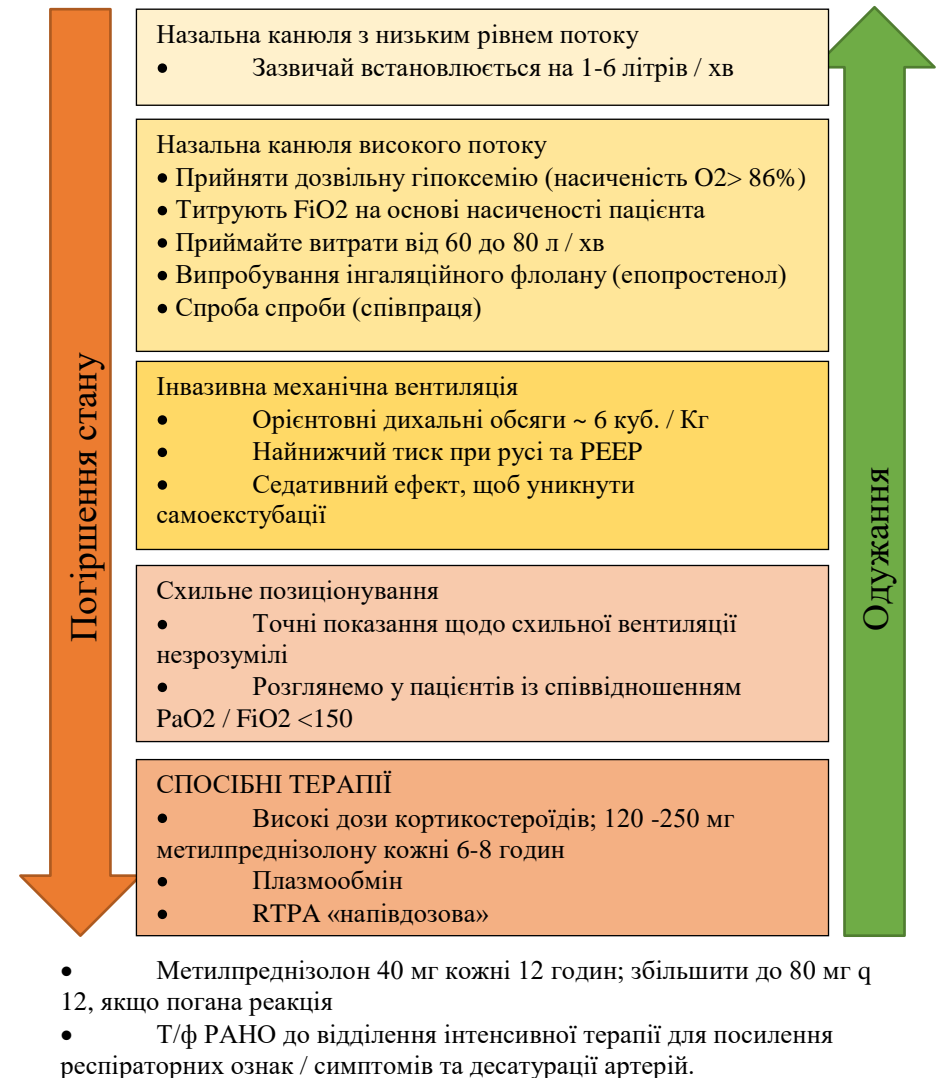 Назальна канюля з низьким рівнем потоку
• Зазвичай встановлюється на 1-6 літрів / хв
Назальна канюля високого потоку
• Прийняти дозвільну гіпоксемію (насиченість O2> 86%)
• Титрують FiO2 на основі насиченості пацієнта
• Приймайте витрати від 60 до 80 л / хв
• Випробування інгаляційного флолану (епопростенол)
• Спроба спроби (співпраця)
Інвазивна механічна вентиляція
• Орієнтовні дихальні обсяги ~ 6 куб. / Кг
• Найнижчий тиск при русі та PEEP
• Седативний ефект, щоб уникнути
самоекстубації
Схильне позиціонування
• Точні показання щодо схильної вентиляції
незрозумілі
• Розглянемо у пацієнтів із співвідношенням
PaO2 / FiO2 <150
СПОСІБНІ ТЕРАПІЇ
• Високі дози кортикостероїдів; 120 -250 мг
метилпреднізолону кожні 6-8 годин
• Плазмообмін
• RTPA «напівдозова»
Погіршення стану
Одужання
• Метилпреднізолон 40 мг кожні 12 годин; збільшити до 80 мг q
12, якщо погана реакція
• Т/ф РАНО до відділення інтенсивної терапії для посилення
респіраторних ознак / симптомів та десатурації артерій.